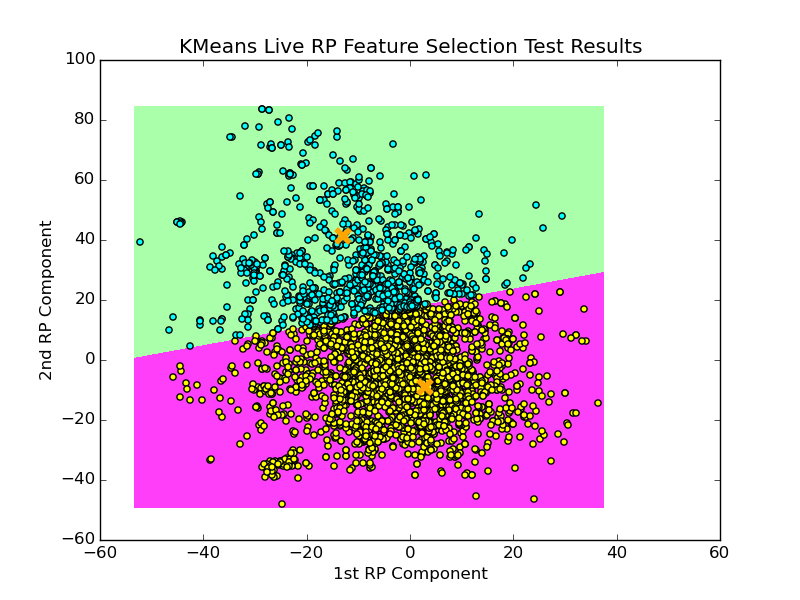 KMeans Live RP Feature Selection Test Results
100
80
60
40
20
0
−20
−40
−60
−60 −40 −20 0 20 40 60
2nd RP Component
1st RP Component